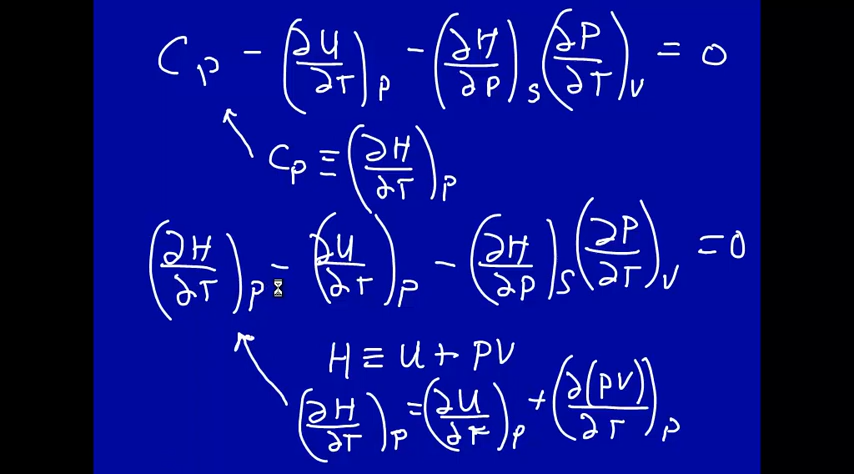 C_P − (∂U/∂T)_P − (∂H/∂P)_S (∂P/∂T)_V = 0
C_P ≡ (∂H/∂T)_P
(∂H/∂T)_P − (∂U/∂T)_P − (∂H/∂P)_S (∂P/∂T)_V = 0
H ≡ U + PV
(∂H/∂T)_P = (∂U/∂T)_P + (∂(PV)/∂T)_P